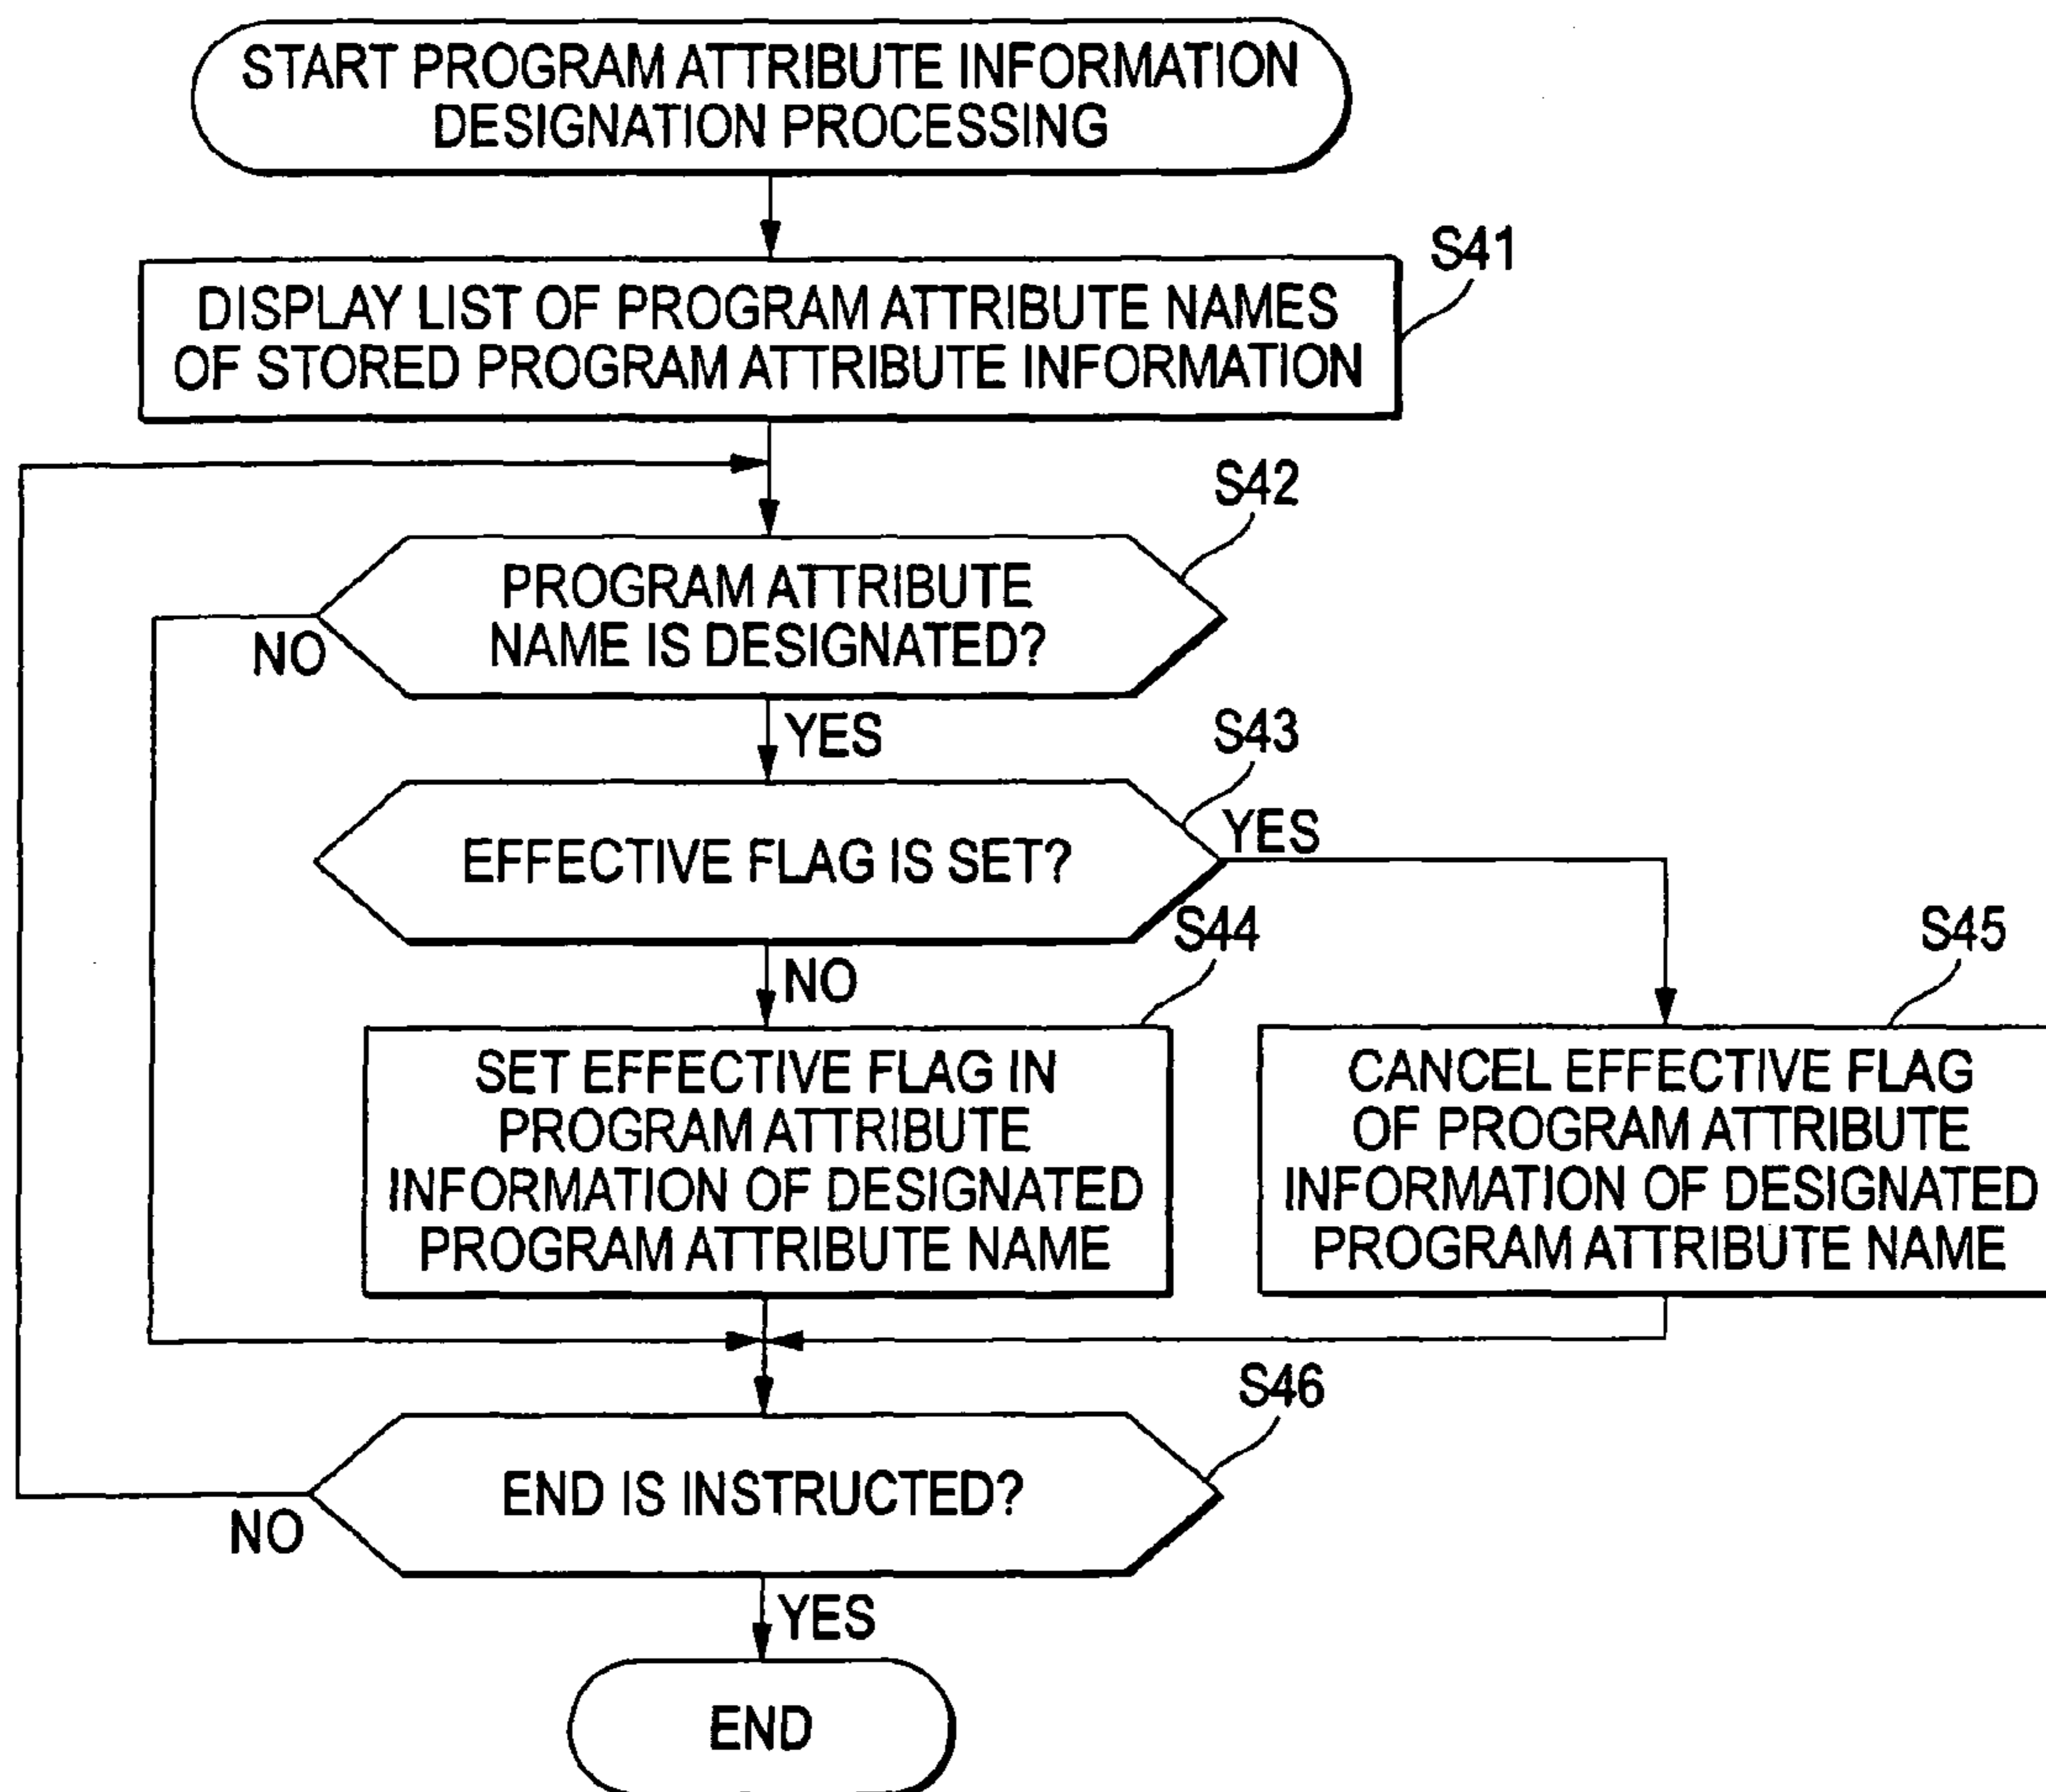 START PROGRAM ATTRIBUTE INFORMATION
DESIGNATION PROCESSING
S41
DISPLAY LIST OF PROGRAM ATTRIBUTE NAMES
OF STORED PROGRAM ATTRIBUTE INFORMATION
S42
PROGRAM ATTRIBUTE
NAME IS DESIGNATED?
NO
YES
S43
EFFECTIVE FLAG IS SET?
YES
NO
S44
SET EFFECTIVE FLAG IN
PROGRAM ATTRIBUTE
INFORMATION OF DESIGNATED
PROGRAM ATTRIBUTE NAME
S45
CANCEL EFFECTIVE FLAG
OF PROGRAM ATTRIBUTE
INFORMATION OF DESIGNATED
PROGRAM ATTRIBUTE NAME
S46
END IS INSTRUCTED?
NO
YES
END